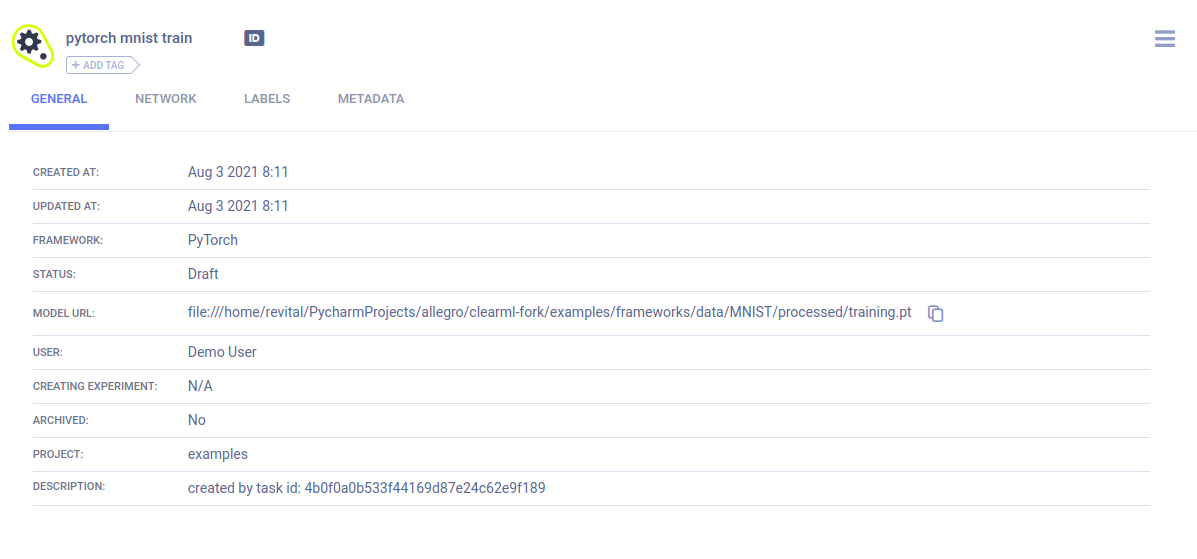 pytorch mnist train ID
+ ADD TAG
GENERAL NETWORK LABELS METADATA
CREATED AT: Aug 3 2021 8:11
UPDATED AT: Aug 3 2021 8:11
FRAMEWORK: PyTorch
STATUS: Draft
MODEL URL: file:///home/revital/PycharmProjects/allegro/clearml-fork/examples/frameworks/data/MNIST/processed/training.pt
USER: Demo User
CREATING EXPERIMENT: N/A
ARCHIVED: No
PROJECT: examples
DESCRIPTION: created by task id: 4b0f0a0b533f44169d87e24c62e9f189